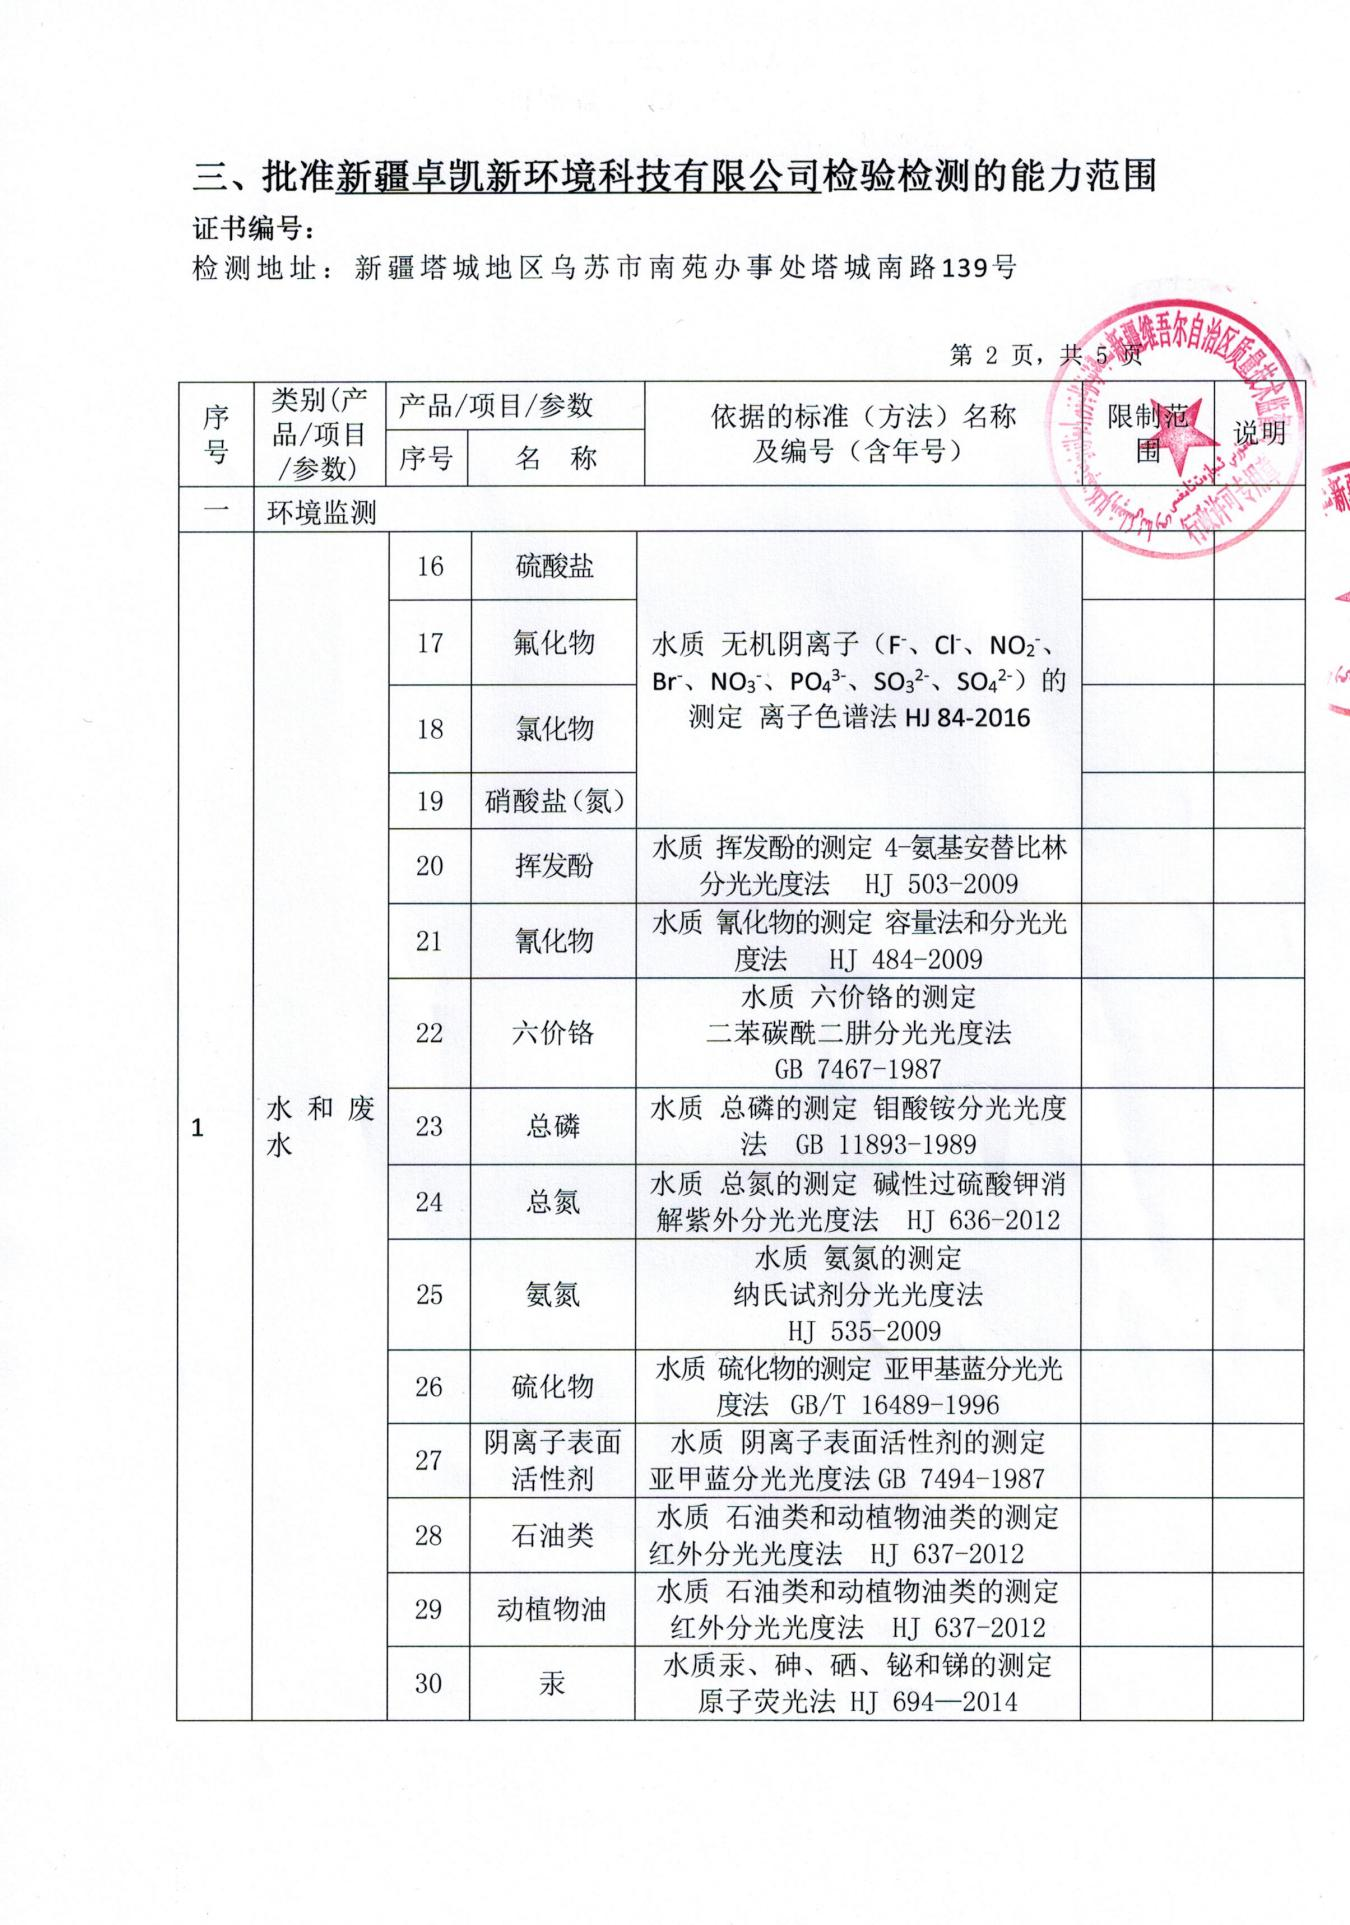 三、批准新疆卓凯新环境科技有限公司检验检测的能力范围
证书编号：
检测地址：新疆塔城地区乌苏市南苑办事处塔城南路139号
第 2 页，共 5 页
新疆维吾尔自治区质量技术监督
行政许可专用章
序号
类别(产品/项目/参数)
产品/项目/参数
序号
名 称
依据的标准（方法）名称
及编号（含年号）
限制范围
说明
一 环境监测
1
水和废水
16 硫酸盐
17 氟化物
18 氯化物
19 硝酸盐（氮）
水质 无机阴离子（F⁻、Cl⁻、NO₂⁻、
Br⁻、NO₃⁻、PO₄³⁻、SO₃²⁻、SO₄²⁻）的
测定 离子色谱法 HJ 84-2016
20 挥发酚
水质 挥发酚的测定 4-氨基安替比林
分光光度法 HJ 503-2009
21 氰化物
水质 氰化物的测定 容量法和分光光
度法 HJ 484-2009
22 六价铬
水质 六价铬的测定
二苯碳酰二肼分光光度法
GB 7467-1987
23 总磷
水质 总磷的测定 钼酸铵分光光度
法 GB 11893-1989
24 总氮
水质 总氮的测定 碱性过硫酸钾消
解紫外分光光度法 HJ 636-2012
25 氨氮
水质 氨氮的测定
纳氏试剂分光光度法
HJ 535-2009
26 硫化物
水质 硫化物的测定 亚甲基蓝分光光
度法 GB/T 16489-1996
27 阴离子表面
活性剂
水质 阴离子表面活性剂的测定
亚甲蓝分光光度法 GB 7494-1987
28 石油类
水质 石油类和动植物油类的测定
红外分光光度法 HJ 637-2012
29 动植物油
水质 石油类和动植物油类的测定
红外分光光度法 HJ 637-2012
30 汞
水质汞、砷、硒、铋和锑的测定
原子荧光法 HJ 694—2014